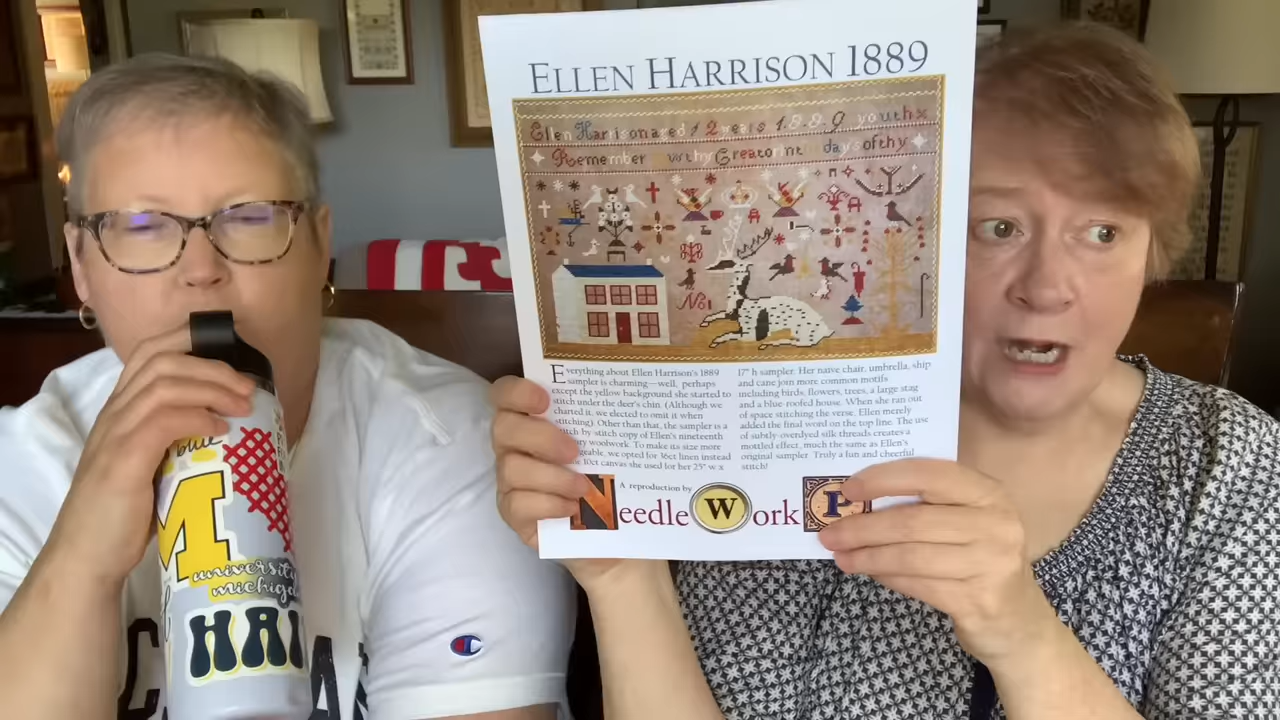 ELLEN HARRISON 1889
Ellen Harrison aged 12 years 1889 youth x
Remember thy Creator int days of thy
No1
Everything about Ellen Harrison's 1889
sampler is charming—well, perhaps
except the yellow background she started to
stitch under the deer's chin. (Although we
charted it, we elected to omit it when
stitching). Other than that, the sampler is a
stitch by stitch copy of Ellen's nineteenth
woolwork. To make its size more
we opted for 36ct linen instead
10ct canvas she used for her 25" w x
17" h sampler. Her naive chair, umbrella, ship
and cane join more common motifs
including birds, flowers, trees, a large stag
and a blue roofed house. When she ran out
of space stitching the verse, Ellen merely
added the final word on the top line. The use
of subtly-overdyed silk threads creates a
mottled effect, much the same as Ellen's
original sampler. Truly a fun and cheerful
stitch!
A reproduction by
NeedleWork P
M
university
michiga
HAI
C